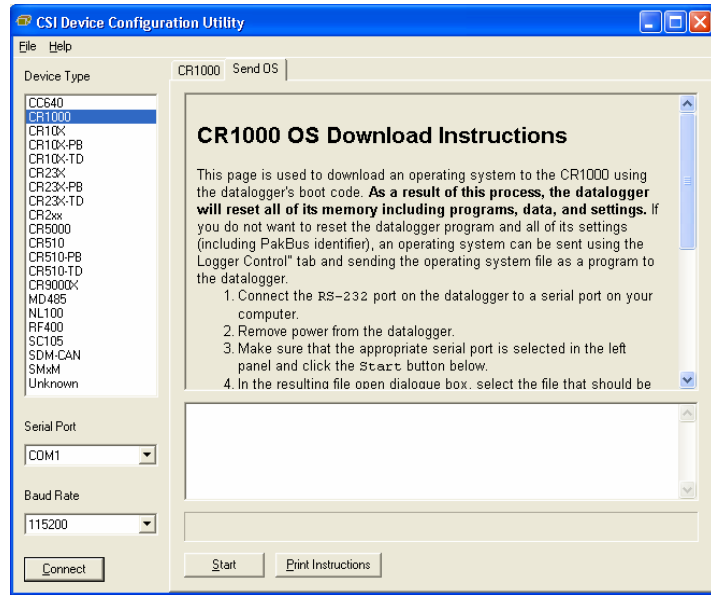 CSI Device Configuration Utility
File Help
Device Type
CC640
CR1000
CR10X
CR10X-PB
CR10X-TD
CR23X
CR23X-PB
CR23X-TD
CR2xx
CR5000
CR510
CR510-PB
CR510-TD
CR9000X
MD485
NL100
RF400
SC105
SDM-CAN
SMxM
Unknown
Serial Port
COM1
Baud Rate
115200
Connect
CR1000 Send OS
CR1000 OS Download Instructions
This page is used to download an operating system to the CR1000 using
the datalogger's boot code. As a result of this process, the datalogger
will reset all of its memory including programs, data, and settings. If
you do not want to reset the datalogger program and all of its settings
(including PakBus identifier), an operating system can be sent using the
Logger Control" tab and sending the operating system file as a program to
the datalogger.
1. Connect the RS-232 port on the datalogger to a serial port on your
computer.
2. Remove power from the datalogger.
3. Make sure that the appropriate serial port is selected in the left
panel and click the Start button below.
4. In the resulting file open dialogue box, select the file that should be
Start Print Instructions